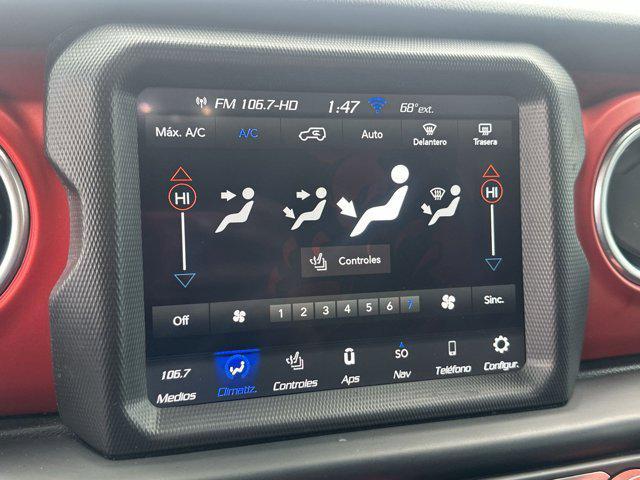 FM 106.7-HD 1:47 68° ext.
Máx. A/C A/C Auto Delantero Trasera
HI HI
Controles
Off 1 2 3 4 5 6 7 Sinc.
106.7 SO
Medios Climatiz. Controles Aps Nav Teléfono Configur.